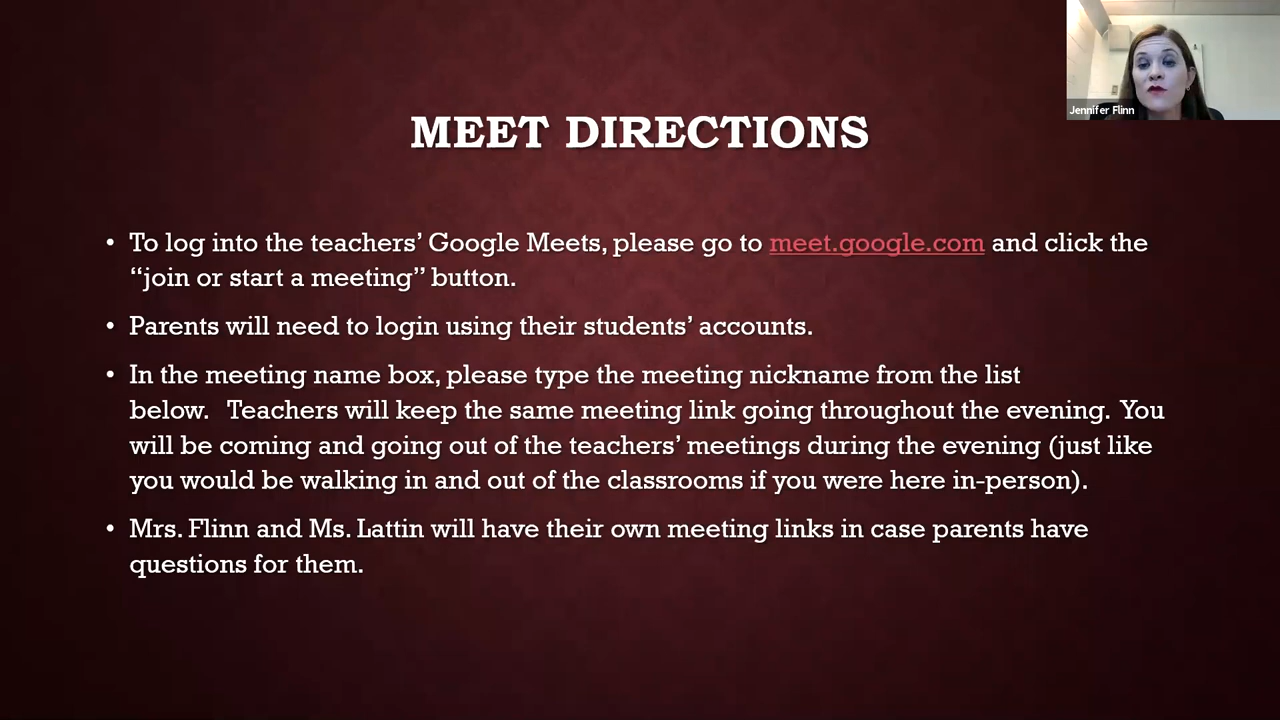 Jennifer Flinn
MEET DIRECTIONS
• To log into the teachers’ Google Meets, please go to meet.google.com and click the
“join or start a meeting” button.
• Parents will need to login using their students’ accounts.
• In the meeting name box, please type the meeting nickname from the list
below.   Teachers will keep the same meeting link going throughout the evening.  You
will be coming and going out of the teachers’ meetings during the evening (just like
you would be walking in and out of the classrooms if you were here in-person).
• Mrs. Flinn and Ms. Lattin will have their own meeting links in case parents have
questions for them.